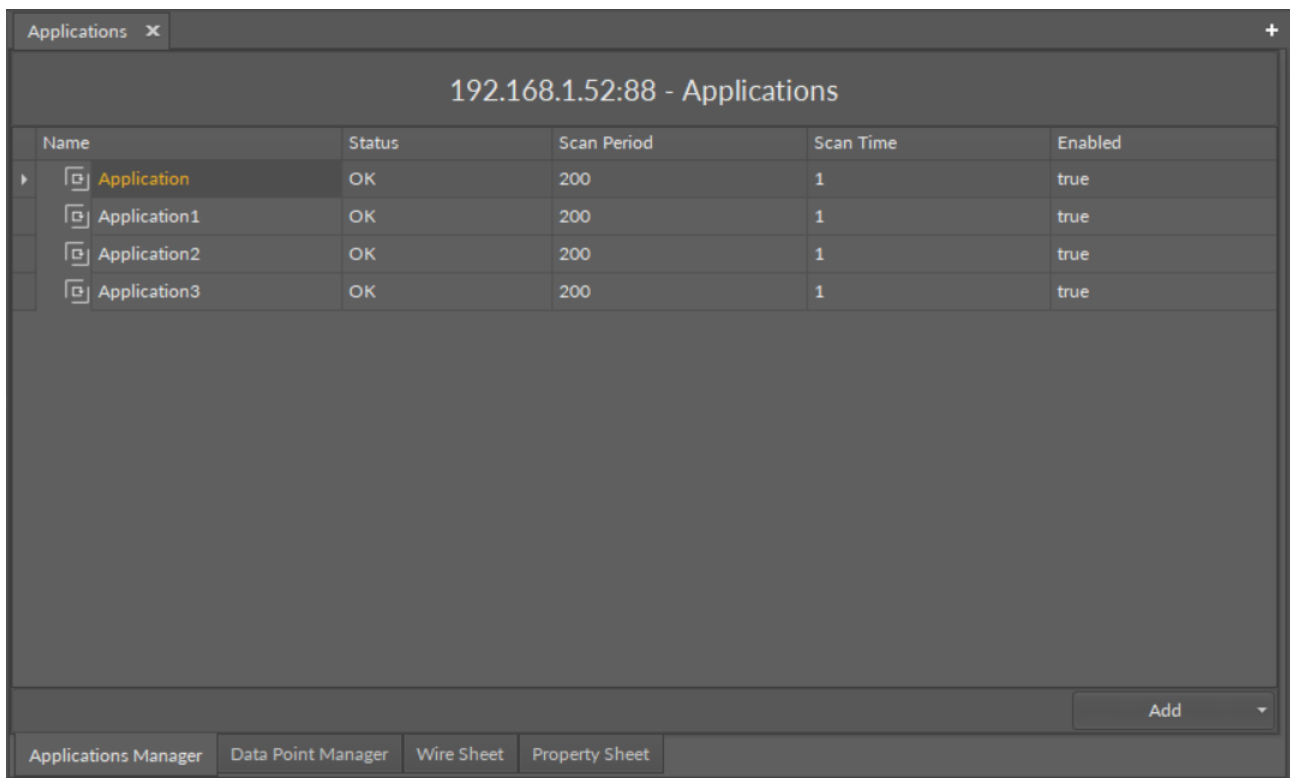 Applications
192.168.1.52:88 - Applications
Name Status Scan Period Scan Time Enabled
Application OK 200 1 true
Application1 OK 200 1 true
Application2 OK 200 1 true
Application3 OK 200 1 true
Add
Applications Manager Data Point Manager Wire Sheet Property Sheet